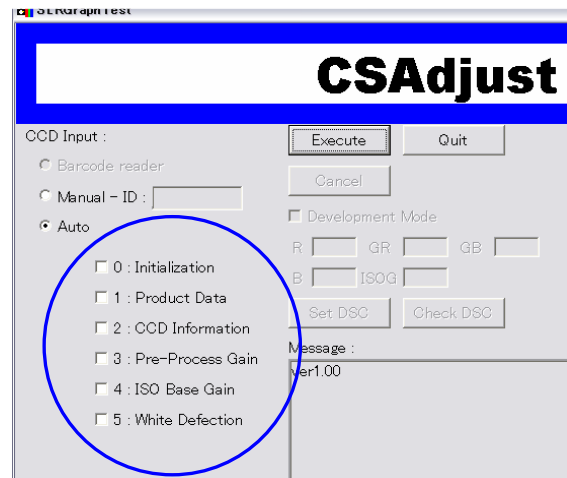 SLRGraphTest
CSAdjust
CCD Input :
Barcode reader
Manual - ID :
Auto
0 : Initialization
1 : Product Data
2 : CCD Information
3 : Pre-Process Gain
4 : ISO Base Gain
5 : White Defection
Execute
Quit
Cancel
Development Mode
R GR GB
B ISOG
Set DSC Check DSC
Message :
ver1.00